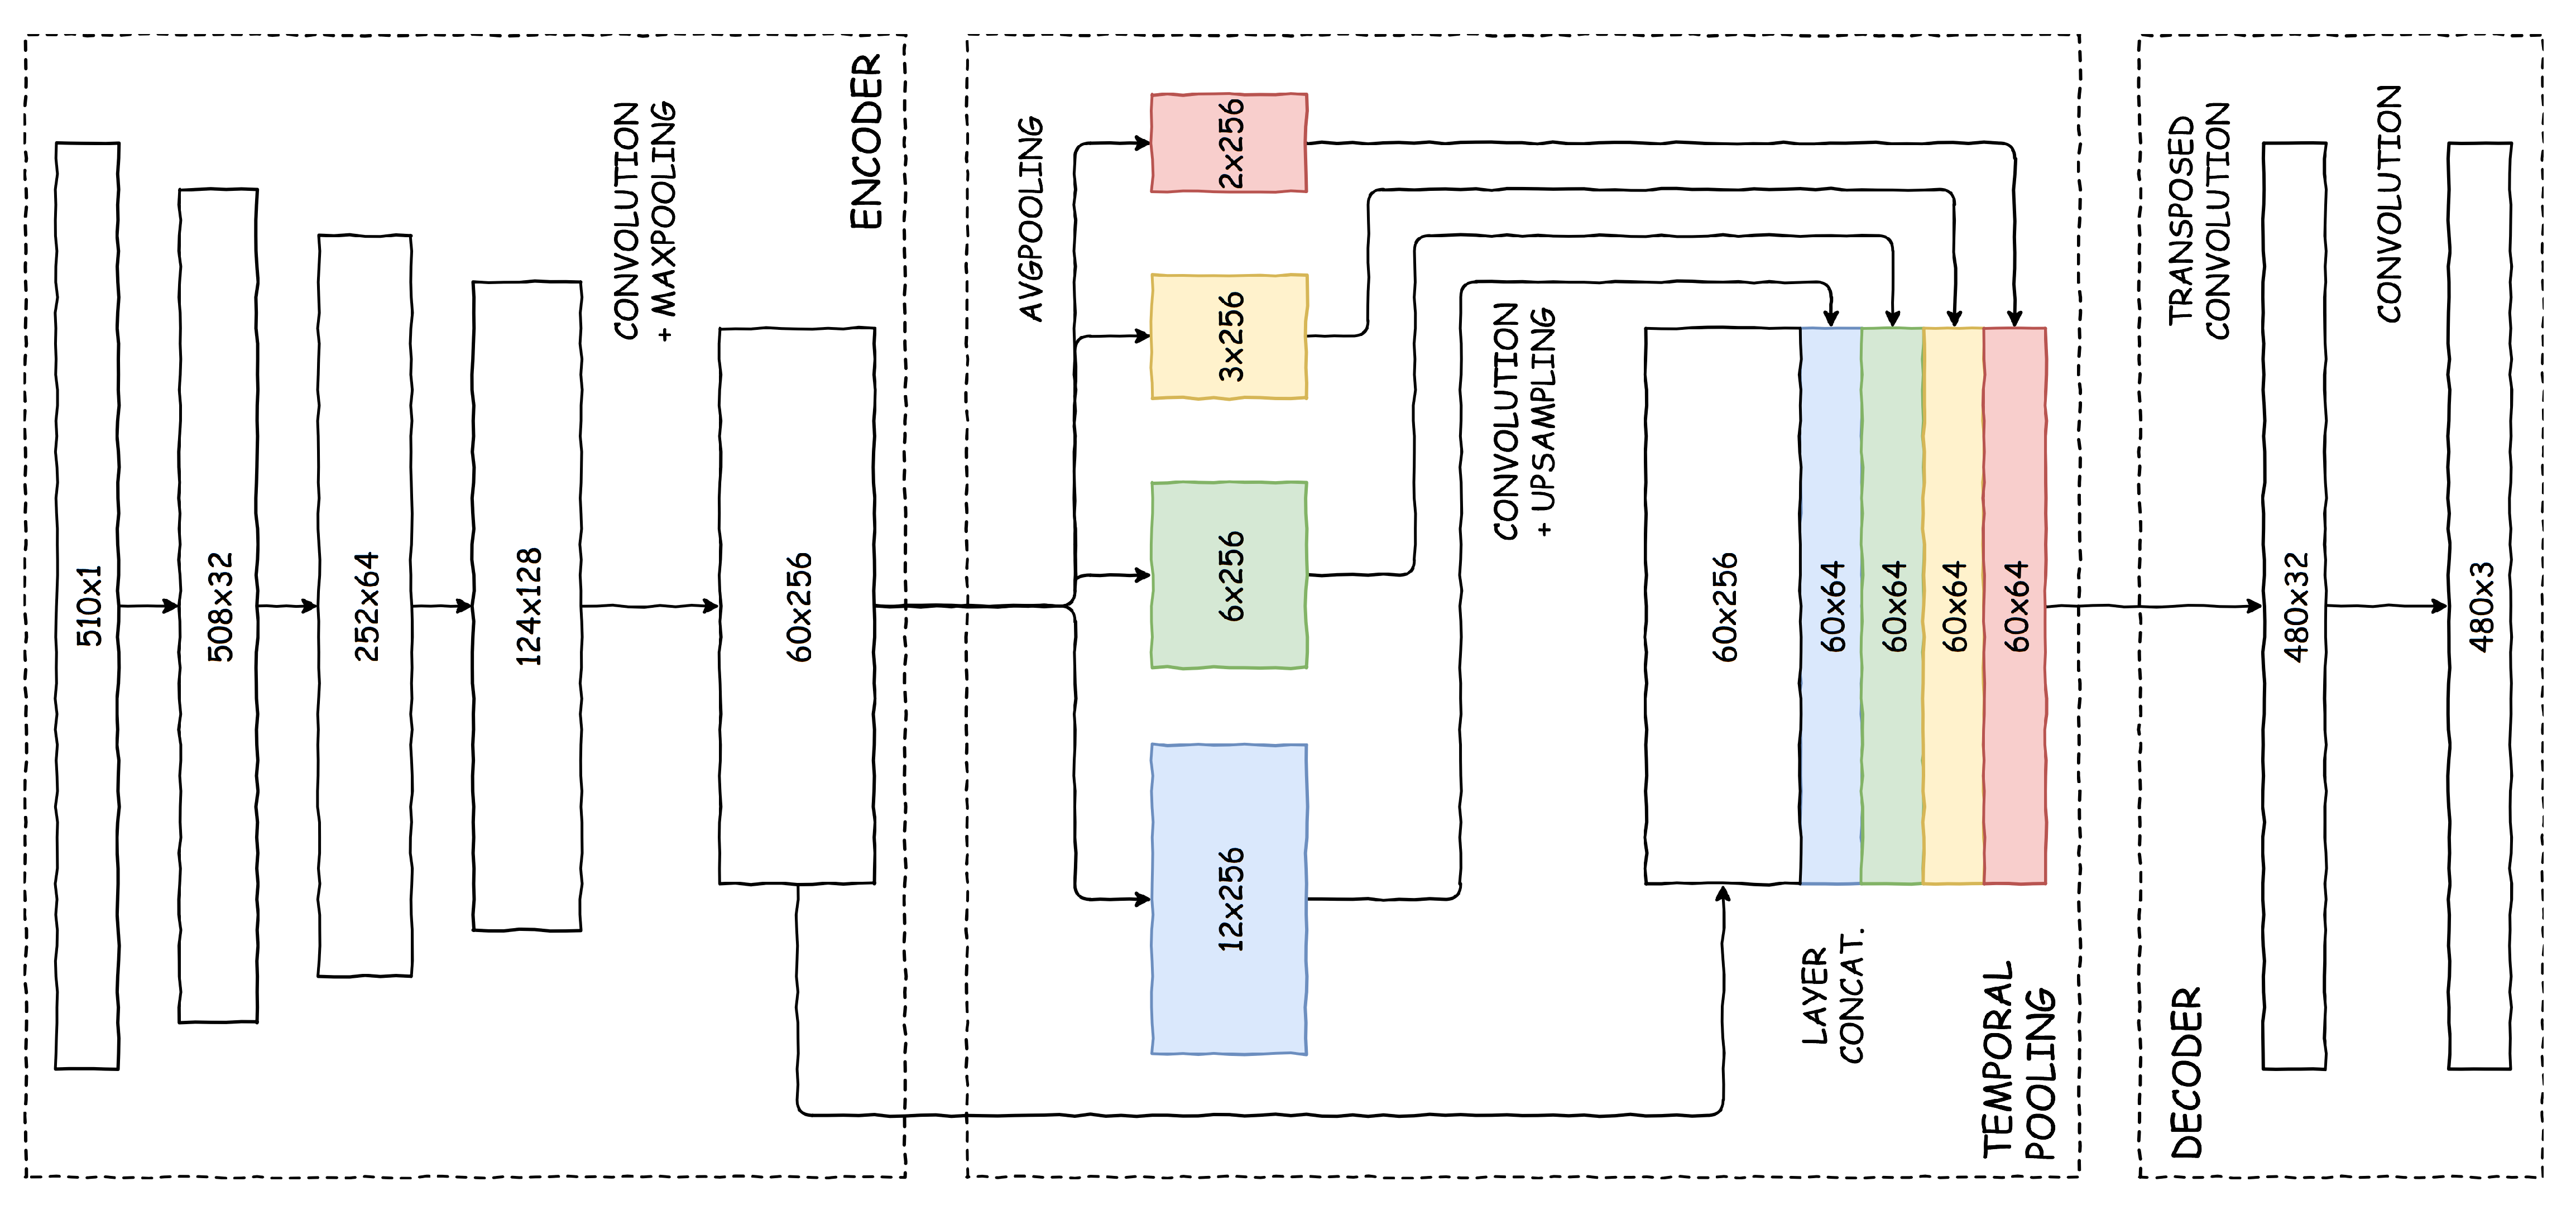 510x1
508x32
252x64
124x128
CONVOLUTION
+ MAXPOOLING
60x256
ENCODER
AVGPOOLING
2x256
3x256
6x256
12x256
CONVOLUTION
+ UPSAMPLING
60x256
60x64
60x64
60x64
60x64
LAYER
CONCAT.
TEMPORAL
POOLING
DECODER
TRANSPOSED
CONVOLUTION
480x32
CONVOLUTION
480x3